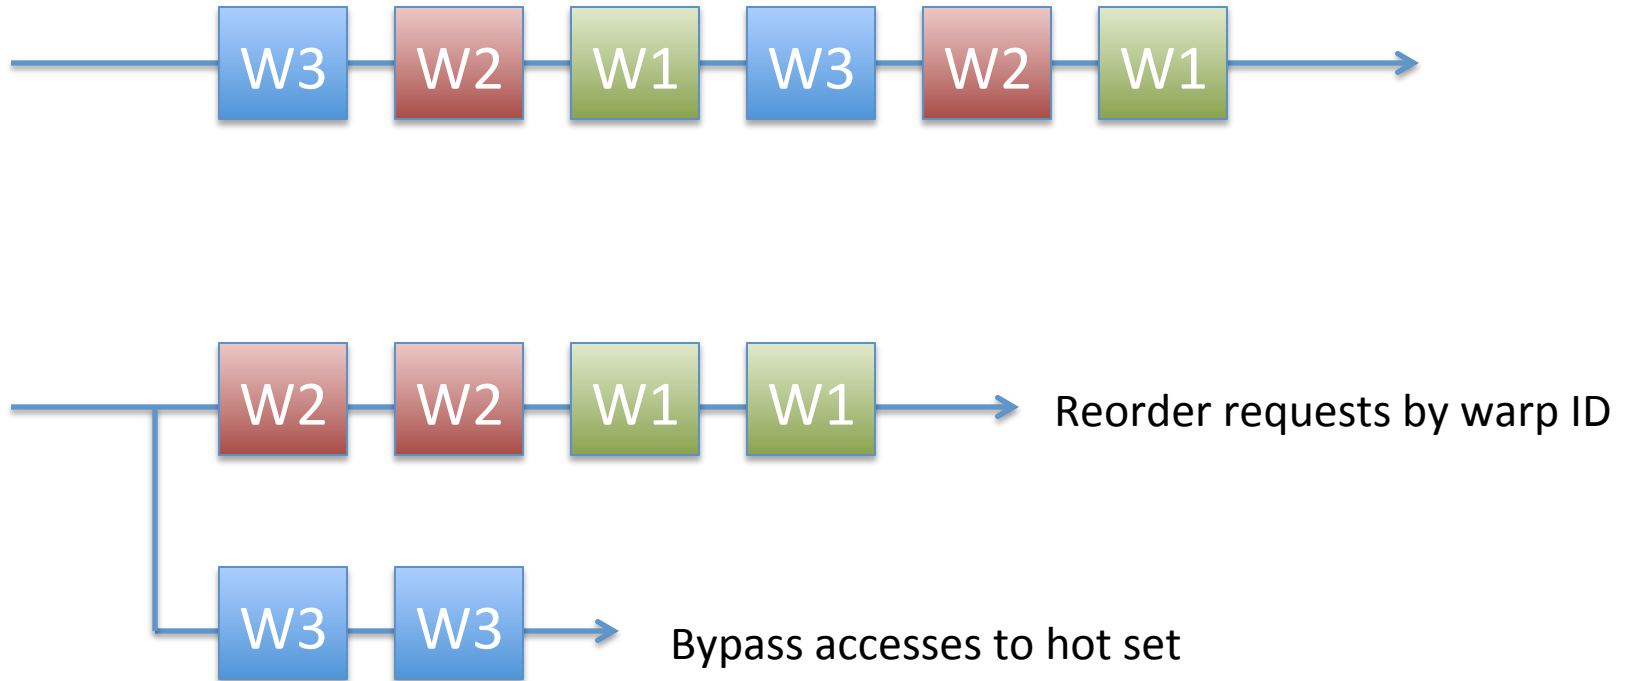 W3 W2 W1 W3 W2 W1
W2 W2 W1 W1 Reorder requests by warp ID
W3 W3 Bypass accesses to hot set